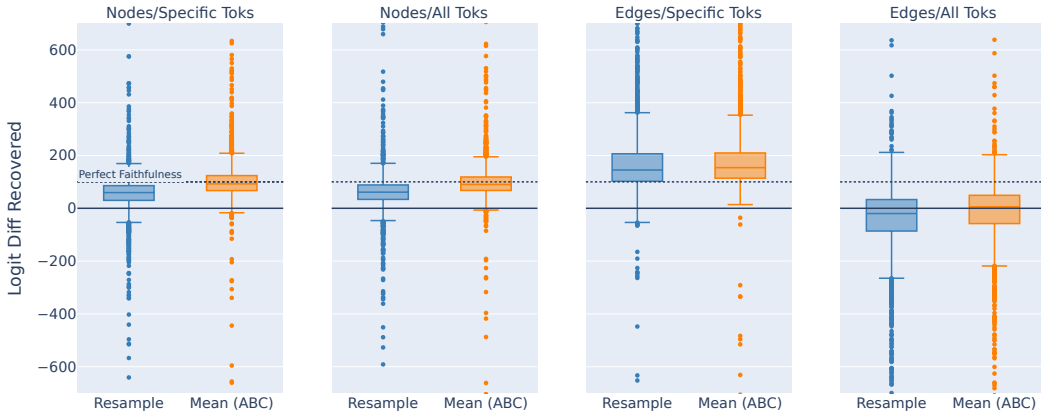 Nodes/Specific Toks
Nodes/All Toks
Edges/Specific Toks
Edges/All Toks
Logit Diff Recovered
600
400
200
0
−200
−400
−600
Perfect Faithfulness
Resample
Mean (ABC)
Resample
Mean (ABC)
Resample
Mean (ABC)
Resample
Mean (ABC)